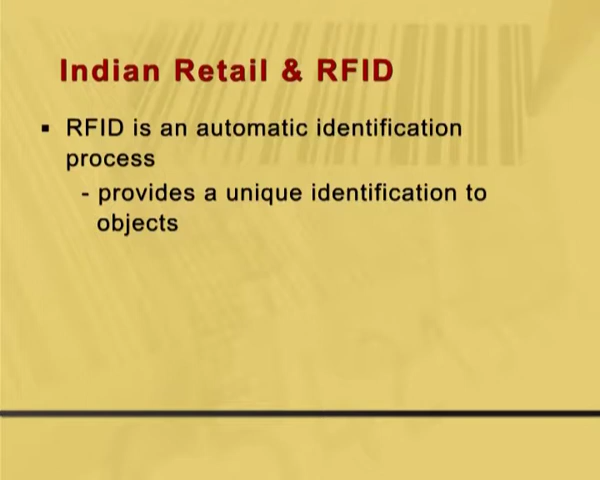 Indian Retail & RFID
▪ RFID is an automatic identification
process
- provides a unique identification to
objects